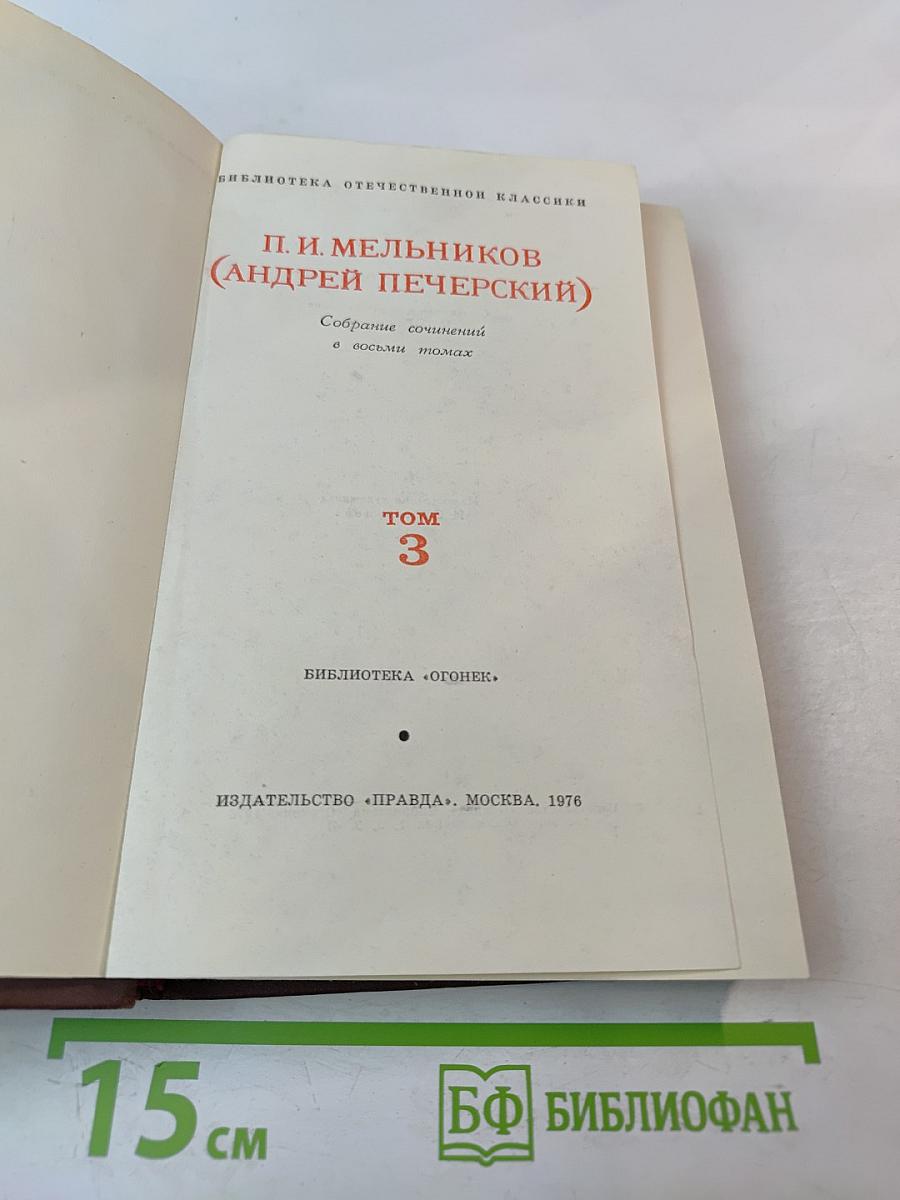 БИБЛИОТЕКА ОТЕЧЕСТВЕННОЙ КЛАССИКИ
П. И. МЕЛЬНИКОВ
(АНДРЕЙ ПЕЧЕРСКИЙ)
Собрание сочинений
в восьми томах
ТОМ
3
БИБЛИОТЕКА «ОГОНЕК»
ИЗДАТЕЛЬСТВО «ПРАВДА». МОСКВА. 1976
15 см
БФ БИБЛИОФАН